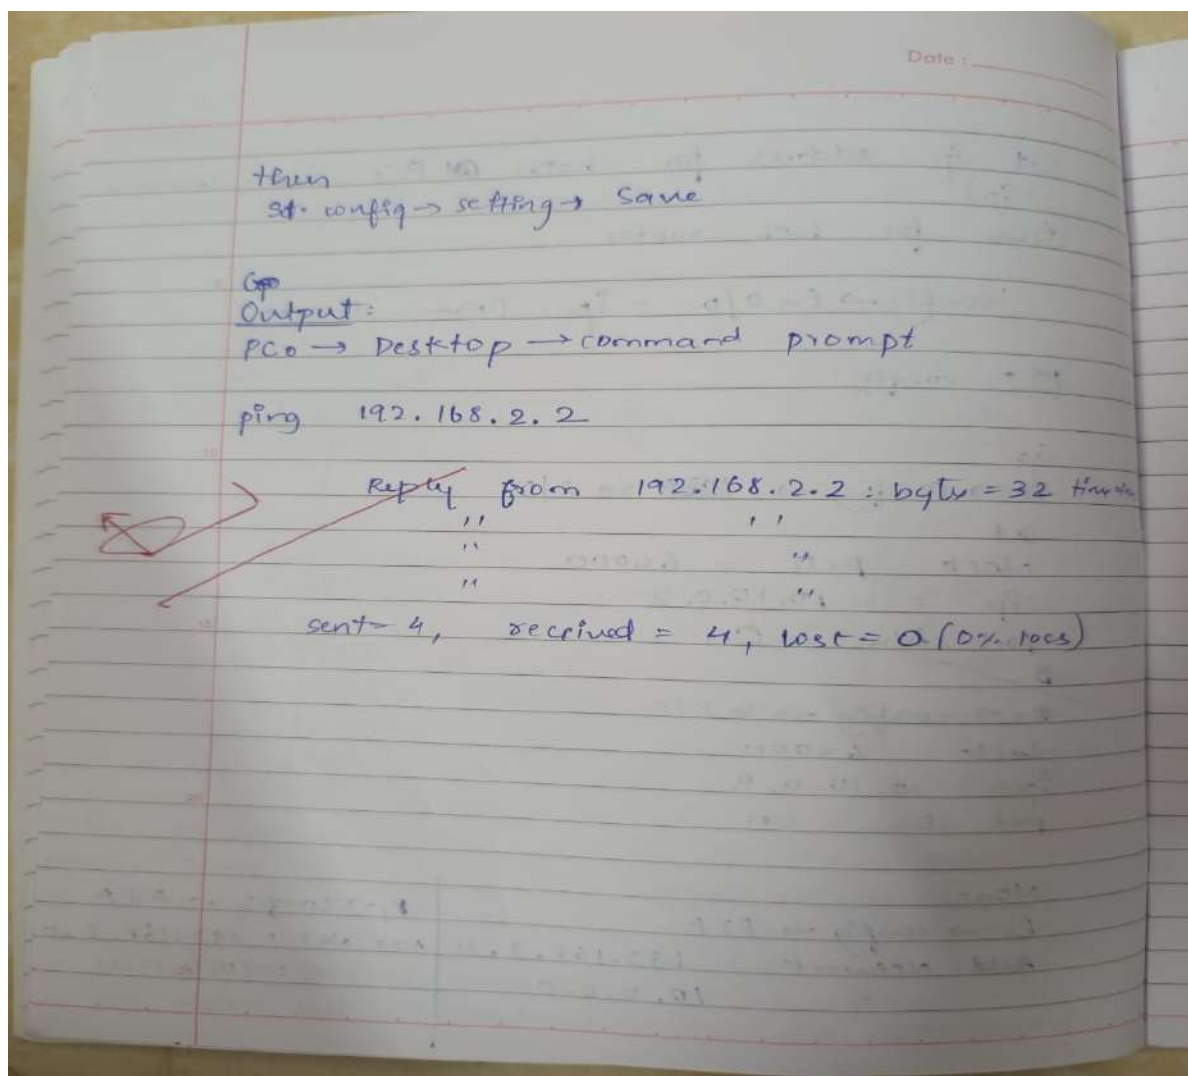 Date :
then
st. config → setting → save
Output:
PC0 → Desktop → command prompt
ping 192.168.2.2
Reply from 192.168.2.2 : byty = 32
,, ,,
,, ,,
,, ,,
sent = 4, received = 4, lost = 0 (0% loss)